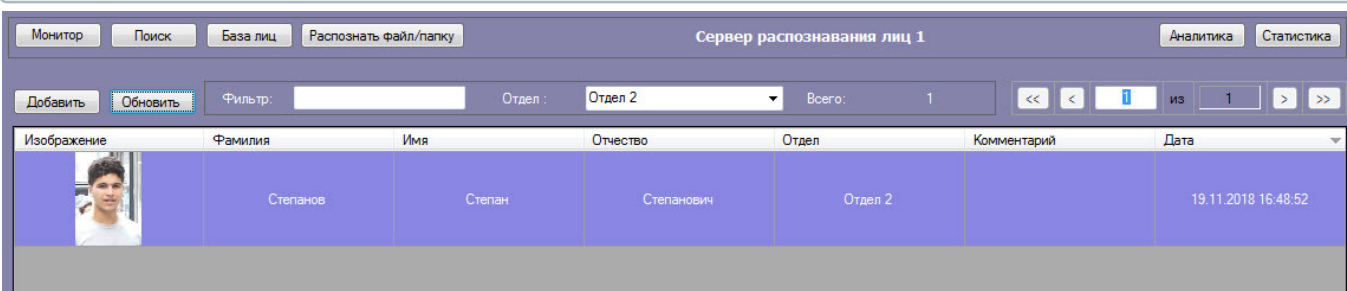 Монитор Поиск База лиц Распознать файл/папку Сервер распознавания лиц 1 Аналитика Статистика
Добавить Обновить Фильтр: Отдел : Отдел 2 Всего: 1 << < 1 из 1 > >>
Изображение Фамилия Имя Отчество Отдел Комментарий Дата
Степанов Степан Степанович Отдел 2 19.11.2018 16:48:52